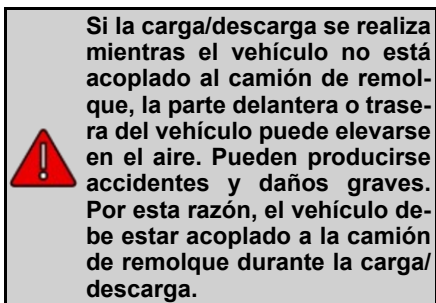 Si la carga/descarga se realiza
mientras el vehículo no está
acoplado al camión de remol-
que, la parte delantera o trase-
ra del vehículo puede elevarse
en el aire. Pueden producirse
accidentes y daños graves.
Por esta razón, el vehículo de-
be estar acoplado a la camión
de remolque durante la carga/
descarga.